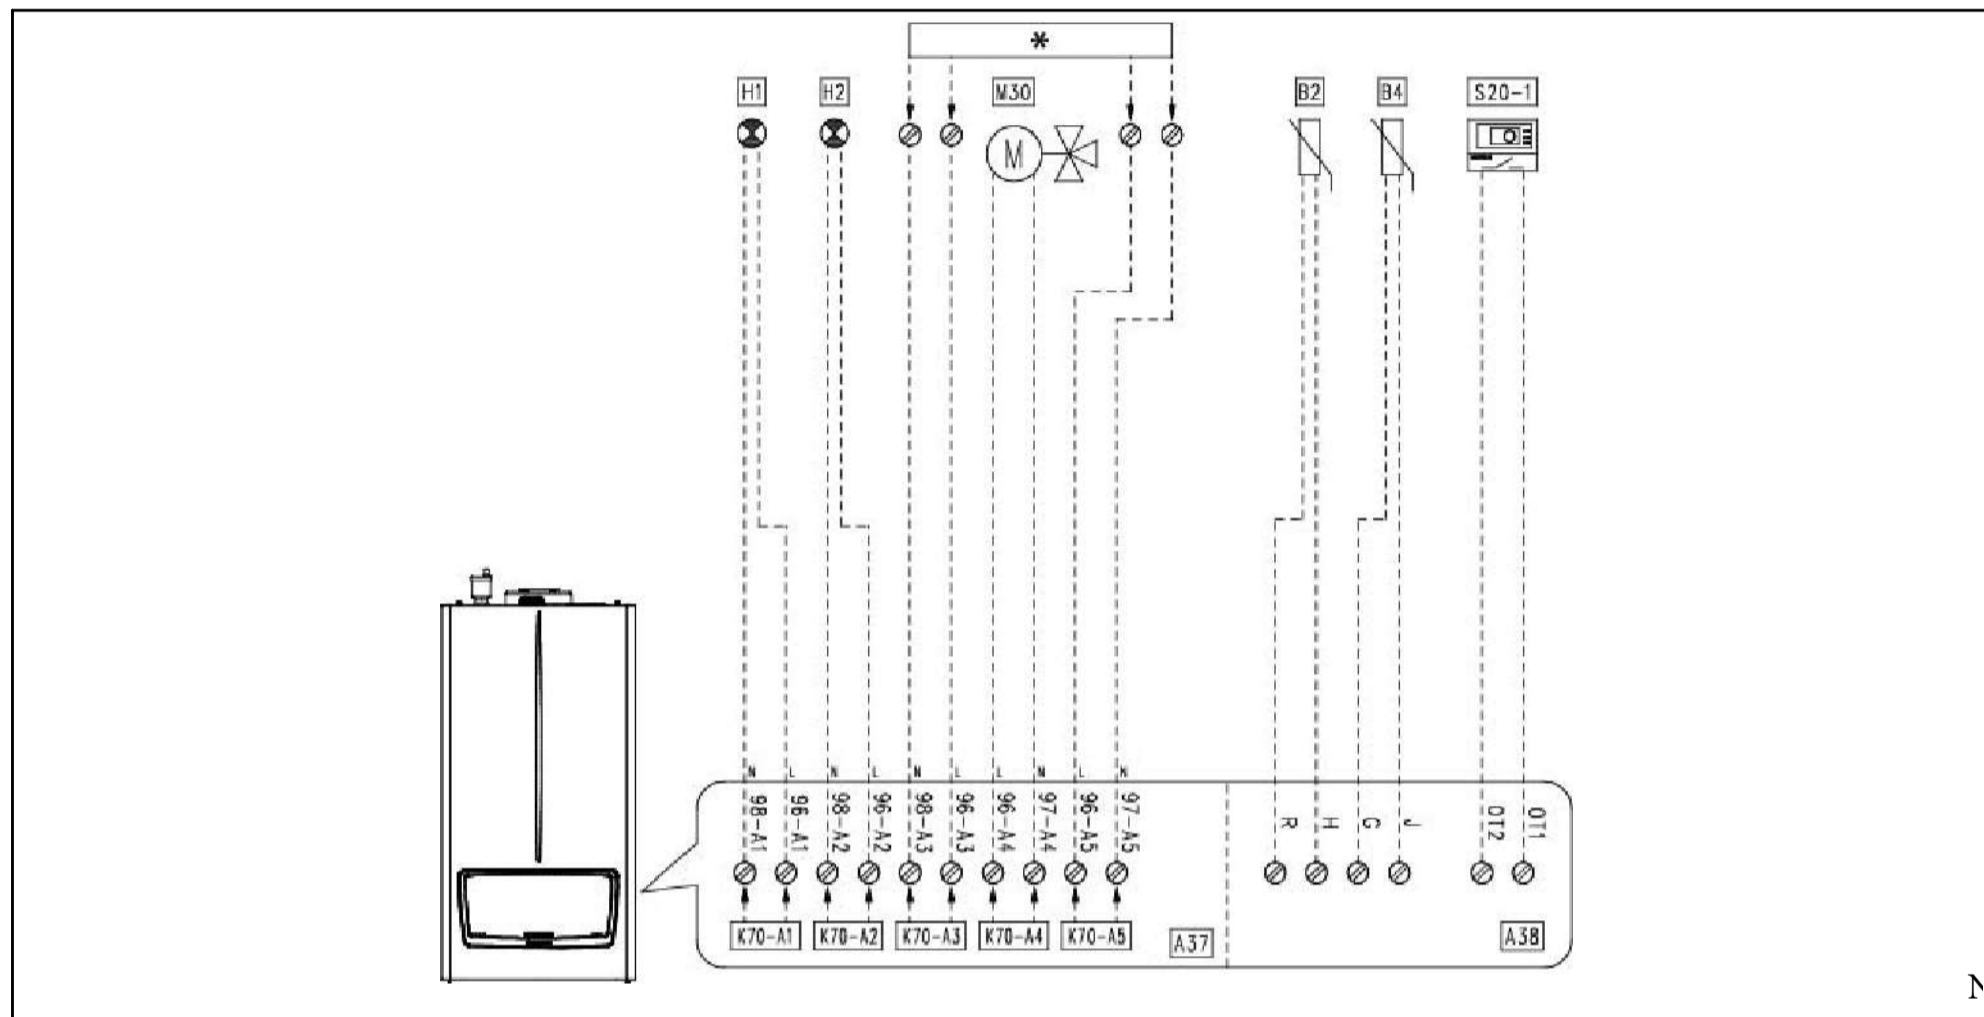 *
H1 H2 M30 B2 B4 S20-1
M
N L N L N L L N L N
98-A1 96-A1 98-A2 96-A2 98-A3 96-A3 96-A4 97-A4 96-A5 97-A5 R H G J OT2 OT1
K70-A1 K70-A2 K70-A3 K70-A4 K70-A5 A37 A38
N